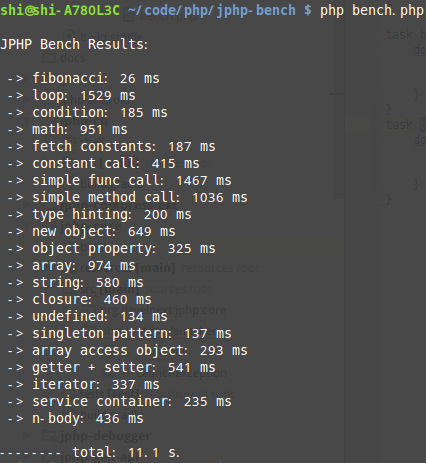 shi@shi-A780L3C ~/code/php/jphp-bench $ php bench.php
JPHP Bench Results:
-> fibonacci: 26 ms
-> loop: 1529 ms
-> condition: 185 ms
-> math: 951 ms
-> fetch constants: 187 ms
-> constant call: 415 ms
-> simple func call: 1467 ms
-> simple method call: 1036 ms
-> type hinting: 200 ms
-> new object: 649 ms
-> object property: 325 ms
-> array: 974 ms
-> string: 580 ms
-> closure: 460 ms
-> undefined: 134 ms
-> singleton pattern: 137 ms
-> array access object: 293 ms
-> getter + setter: 541 ms
-> iterator: 337 ms
-> service container: 235 ms
-> n-body: 436 ms
-------- total: 11.1 s.